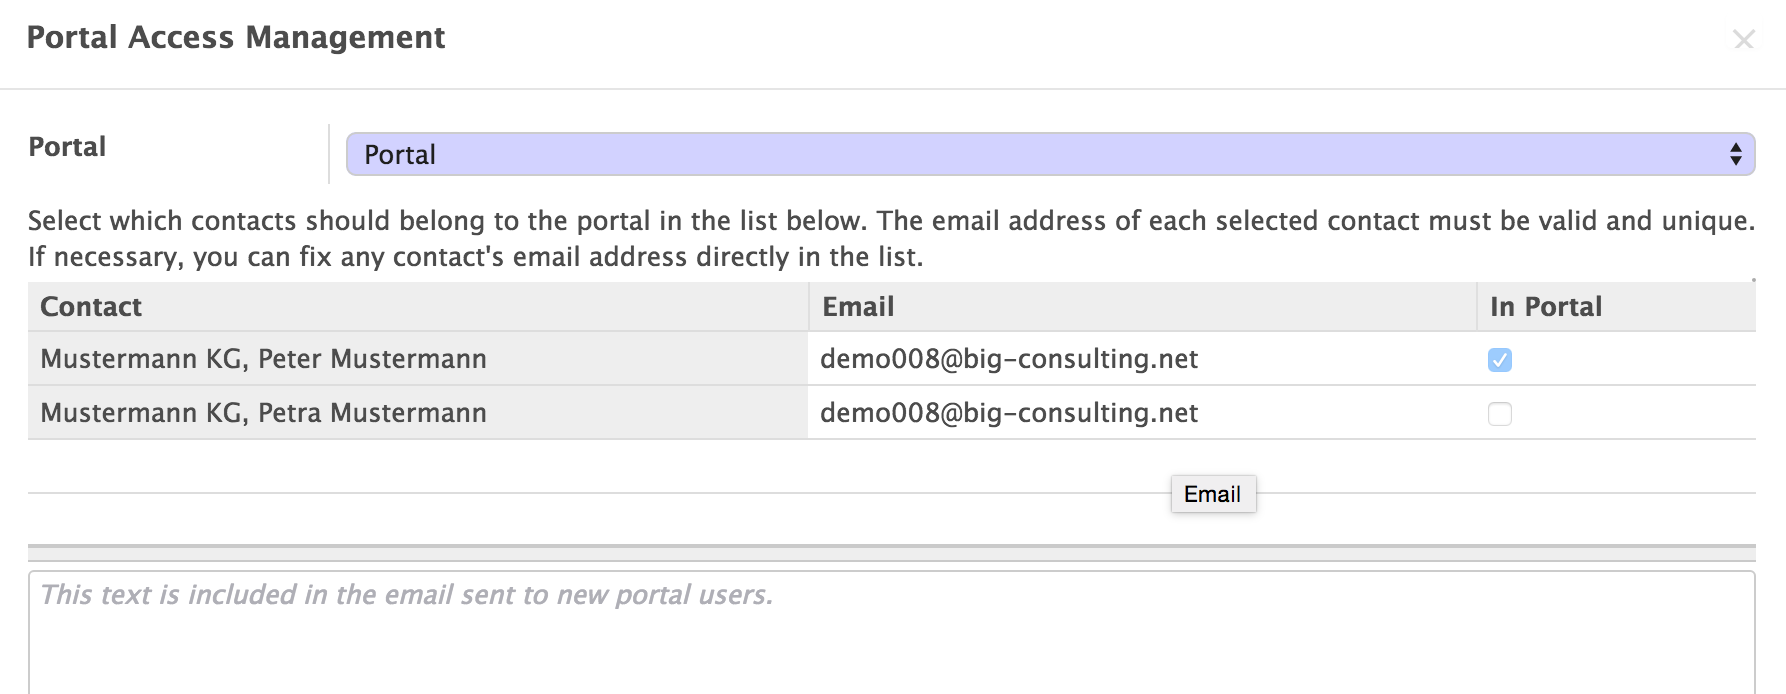 Portal Access Management
Portal
Portal
Select which contacts should belong to the portal in the list below. The email address of each selected contact must be valid and unique.
If necessary, you can fix any contact's email address directly in the list.
Contact Email In Portal
Mustermann KG, Peter Mustermann demo008@big-consulting.net
Mustermann KG, Petra Mustermann demo008@big-consulting.net
Email
This text is included in the email sent to new portal users.